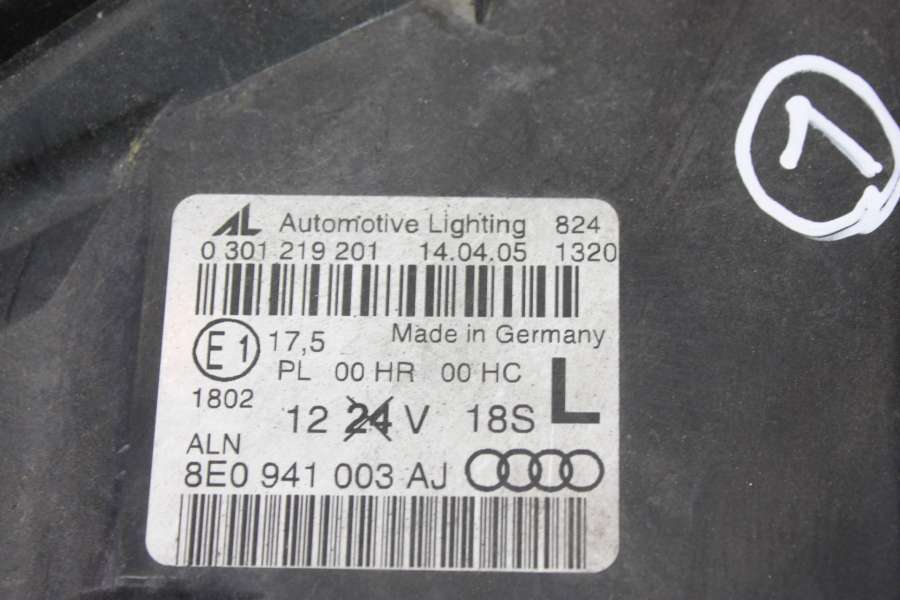 1
AL Automotive Lighting 824
0 301 219 201 14.04.05 1320
E1 17,5 Made in Germany
PL 00 HR 00 HC L
1802
12 24 V 18S
ALN
8E0 941 003 AJ